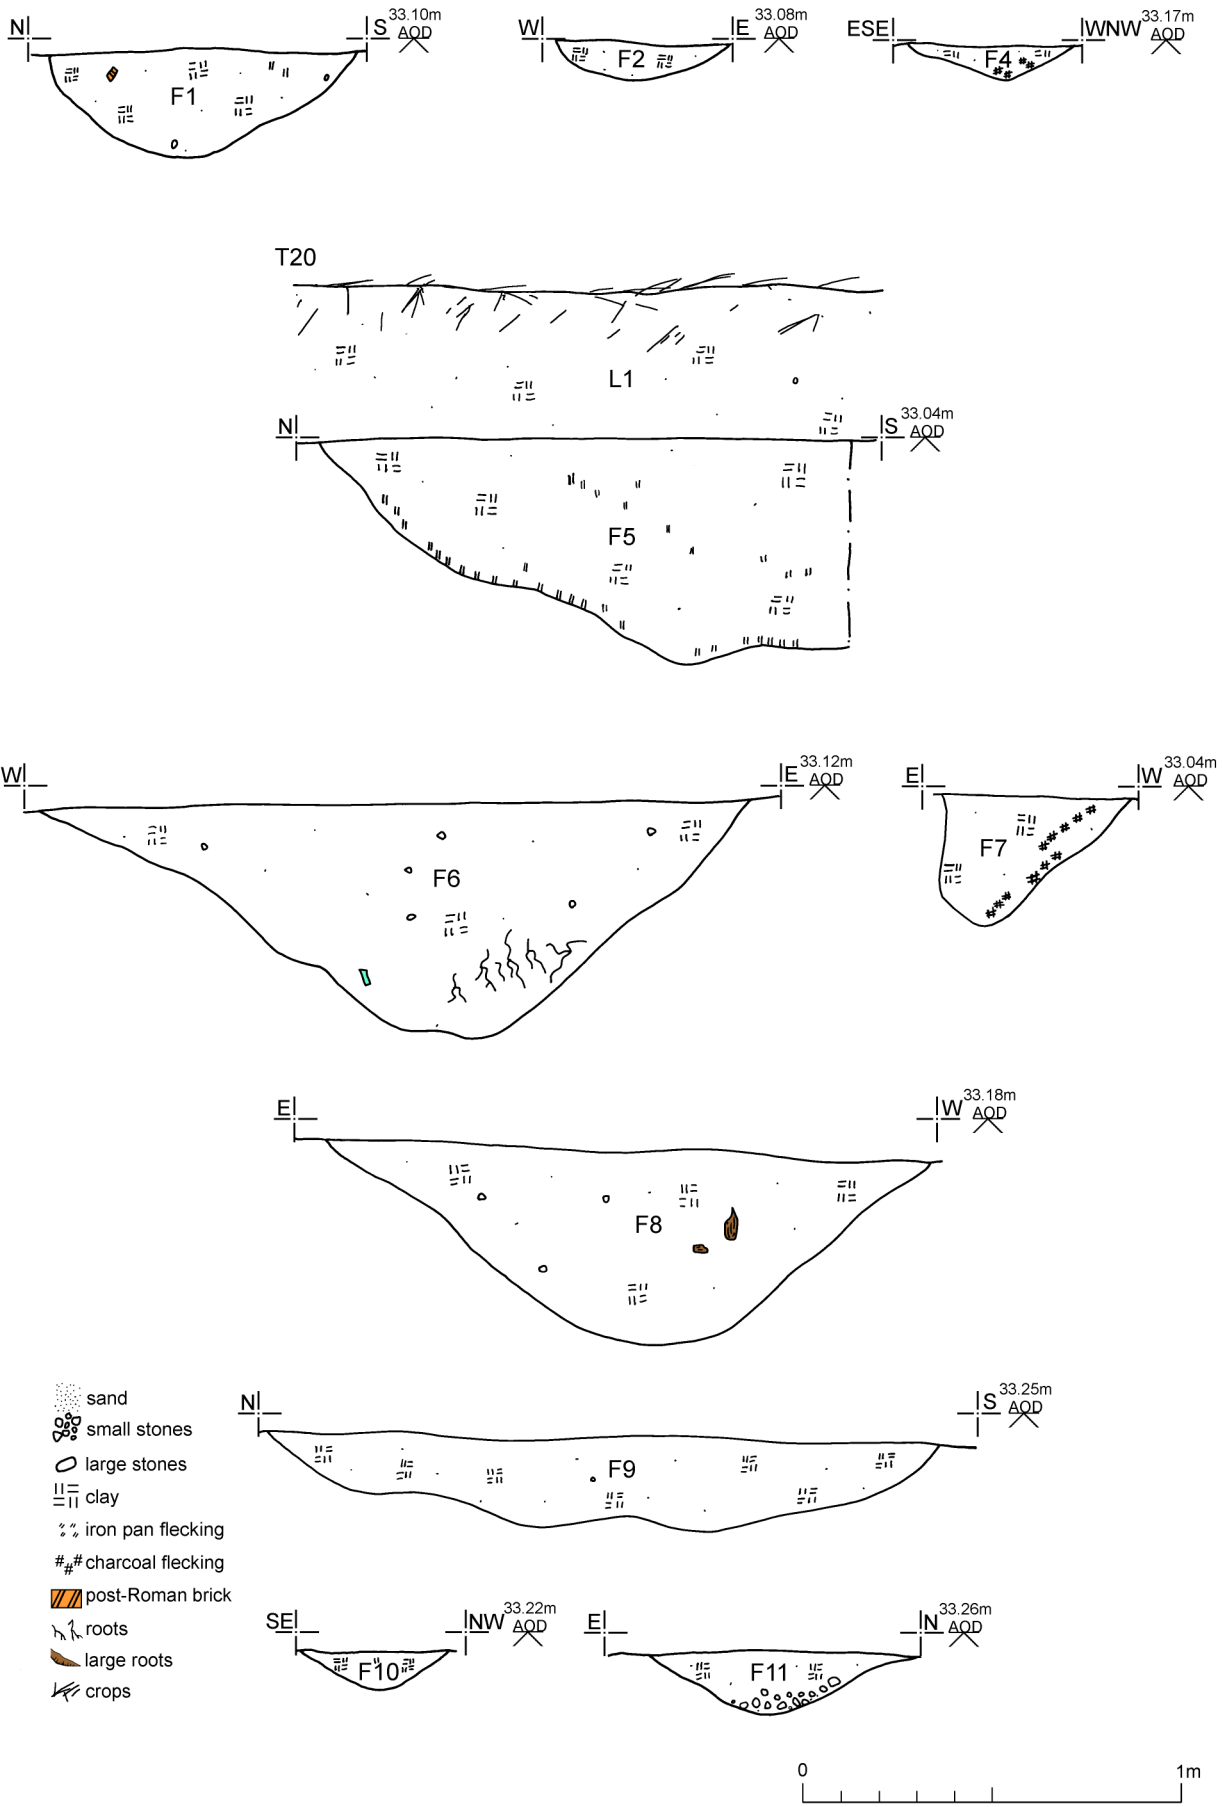 N S 33.10m AOD
F1
W E 33.08m AOD
F2
ESE WNW 33.17m AOD
F4
T20
L1
N S 33.04m AOD
F5
W E 33.12m AOD
F6
E W 33.04m AOD
F7
E W 33.18m AOD
F8
N S 33.25m AOD
F9
sand
small stones
large stones
clay
iron pan flecking
charcoal flecking
post-Roman brick
roots
large roots
crops
SE NW 33.22m AOD
F10
E N 33.26m AOD
F11
0 1m